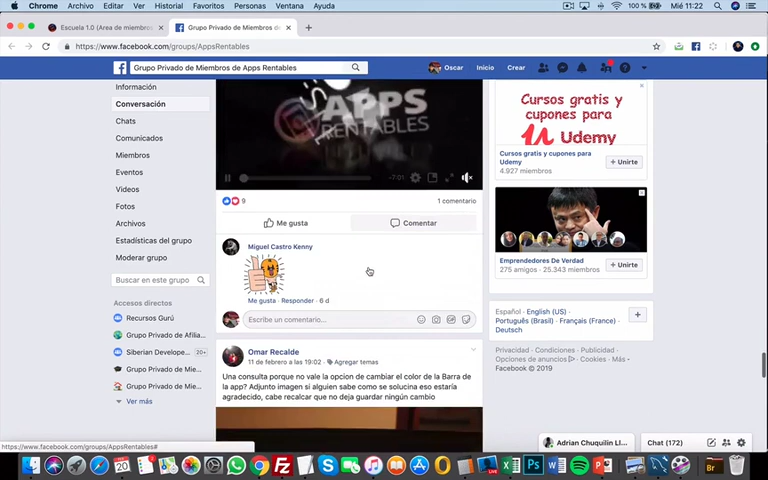 Chrome Archivo Editar Ver Historial Favoritos Personas Ventana Ayuda 100 % Mié 11:22
Escuela 1.0 (Area de miembros
Grupo Privado de Miembros de
https://www.facebook.com/groups/AppsRentables
Grupo Privado de Miembros de Apps Rentables
Oscar Inicio Crear
Información
Conversación
Chats
Comunicados
Miembros
Eventos
Videos
Fotos
Archivos
Estadísticas del grupo
Moderar grupo
Buscar en este grupo
Accesos directos
Recursos Gurú
Grupo Privado de Afilia...
Siberian Develope... 20+
Grupo Privado de Mie...
Grupo Privado de Mie...
Ver más
https://www.facebook.com/groups/AppsRentables#
APPS
RENTABLES
-7:01
9
1 comentario
Me gusta Comentar
Miguel Castro Kenny
Me gusta · Responder · 6 d
Escribe un comentario...
Omar Recalde
11 de febrero a las 19:02 · Agregar temas
Una consulta porque no vale la opcion de cambiar el color de la Barra de
la app? Adjunto imagen si alguien sabe como se soluciona eso estaría
agradecido, cabe recalcar que no deja guardar ningún cambio
Cursos gratis y
cupones para
Udemy
Cursos gratis y cupones para
Udemy
4.927 miembros
+ Unirte
Emprendedores De Verdad
275 amigos · 25.343 miembros
+ Unirte
Español · English (US) ·
Português (Brasil) · Français (France) ·
Deutsch
Privacidad · Condiciones · Publicidad ·
Opciones de anuncios · Cookies · Más
Facebook © 2019
Adrian Chuquilin Ll...
Chat (172)
20
Br